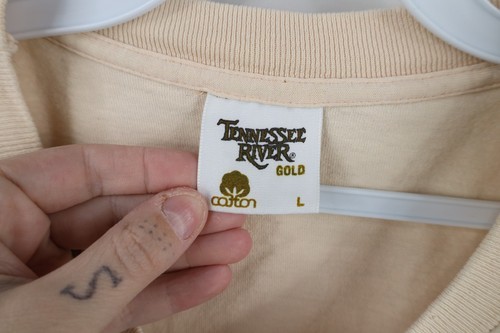 TENNESSEE
RIVER®
GOLD
cotton
L
S